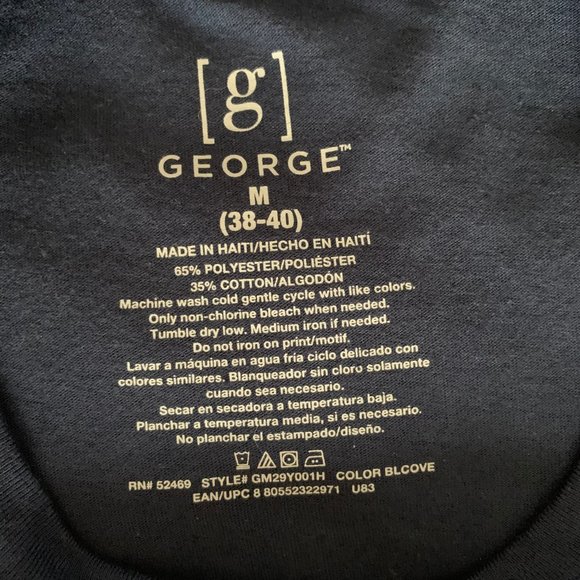 [g]
GEORGE™
M
(38-40)
MADE IN HAITI/HECHO EN HAITÍ
65% POLYESTER/POLIÉSTER
35% COTTON/ALGODÓN
Machine wash cold gentle cycle with like colors.
Only non-chlorine bleach when needed.
Tumble dry low. Medium iron if needed.
Do not iron on print/motif.
Lavar a máquina en agua fría ciclo delicado con
colores similares. Blanqueador sin cloro solamente
cuando sea necesario.
Secar en secadora a temperatura baja.
Planchar a temperatura media, si es necesario.
No planchar el estampado/diseño.
RN# 52469 STYLE# GM29Y001H COLOR BLCOVE
EAN/UPC 8 80552322971 U83